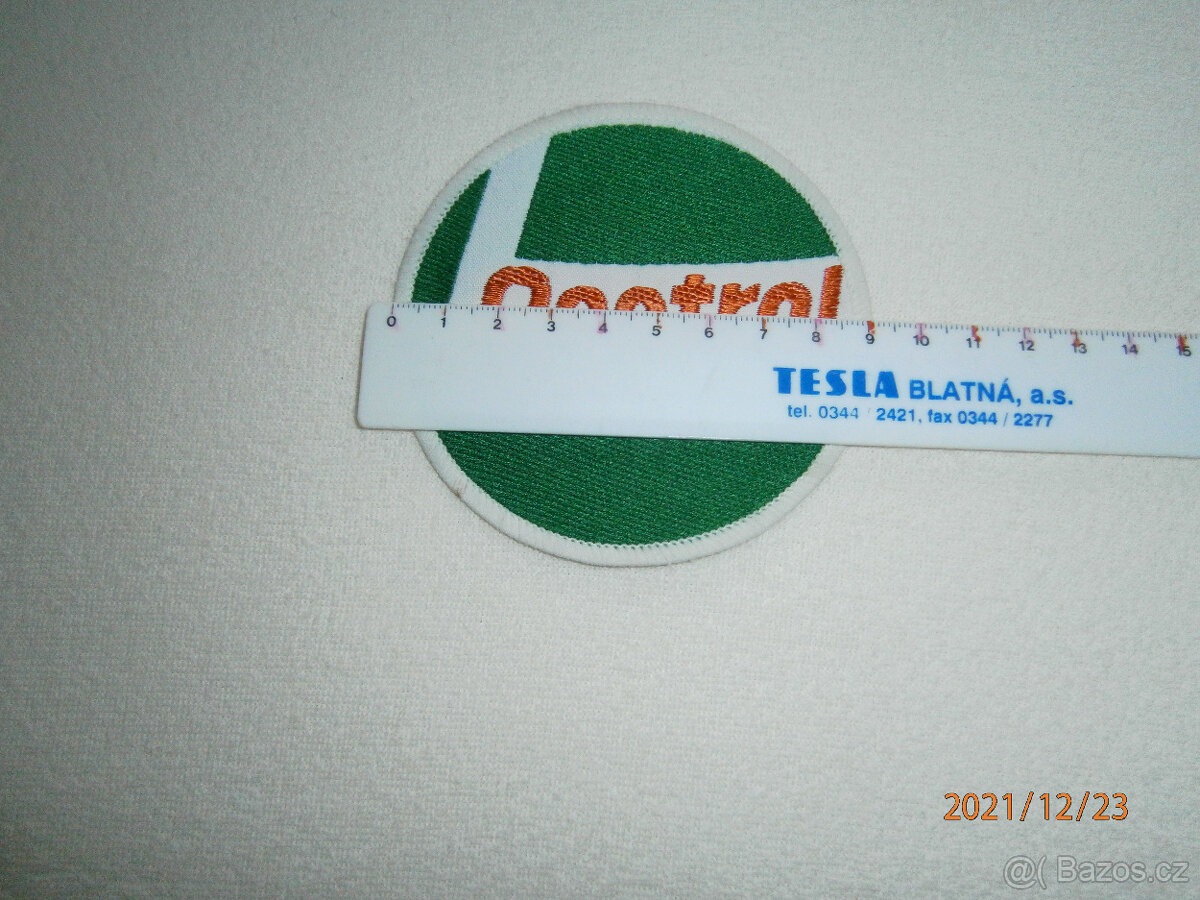 Castrol
0 1 2 3 4 5 6 7 8 9 10 11 12 13 14 15
TESLA BLATNÁ, a.s.
tel. 0344 / 2421, fax 0344 / 2277
2021/12/23
@( Bazos.cz